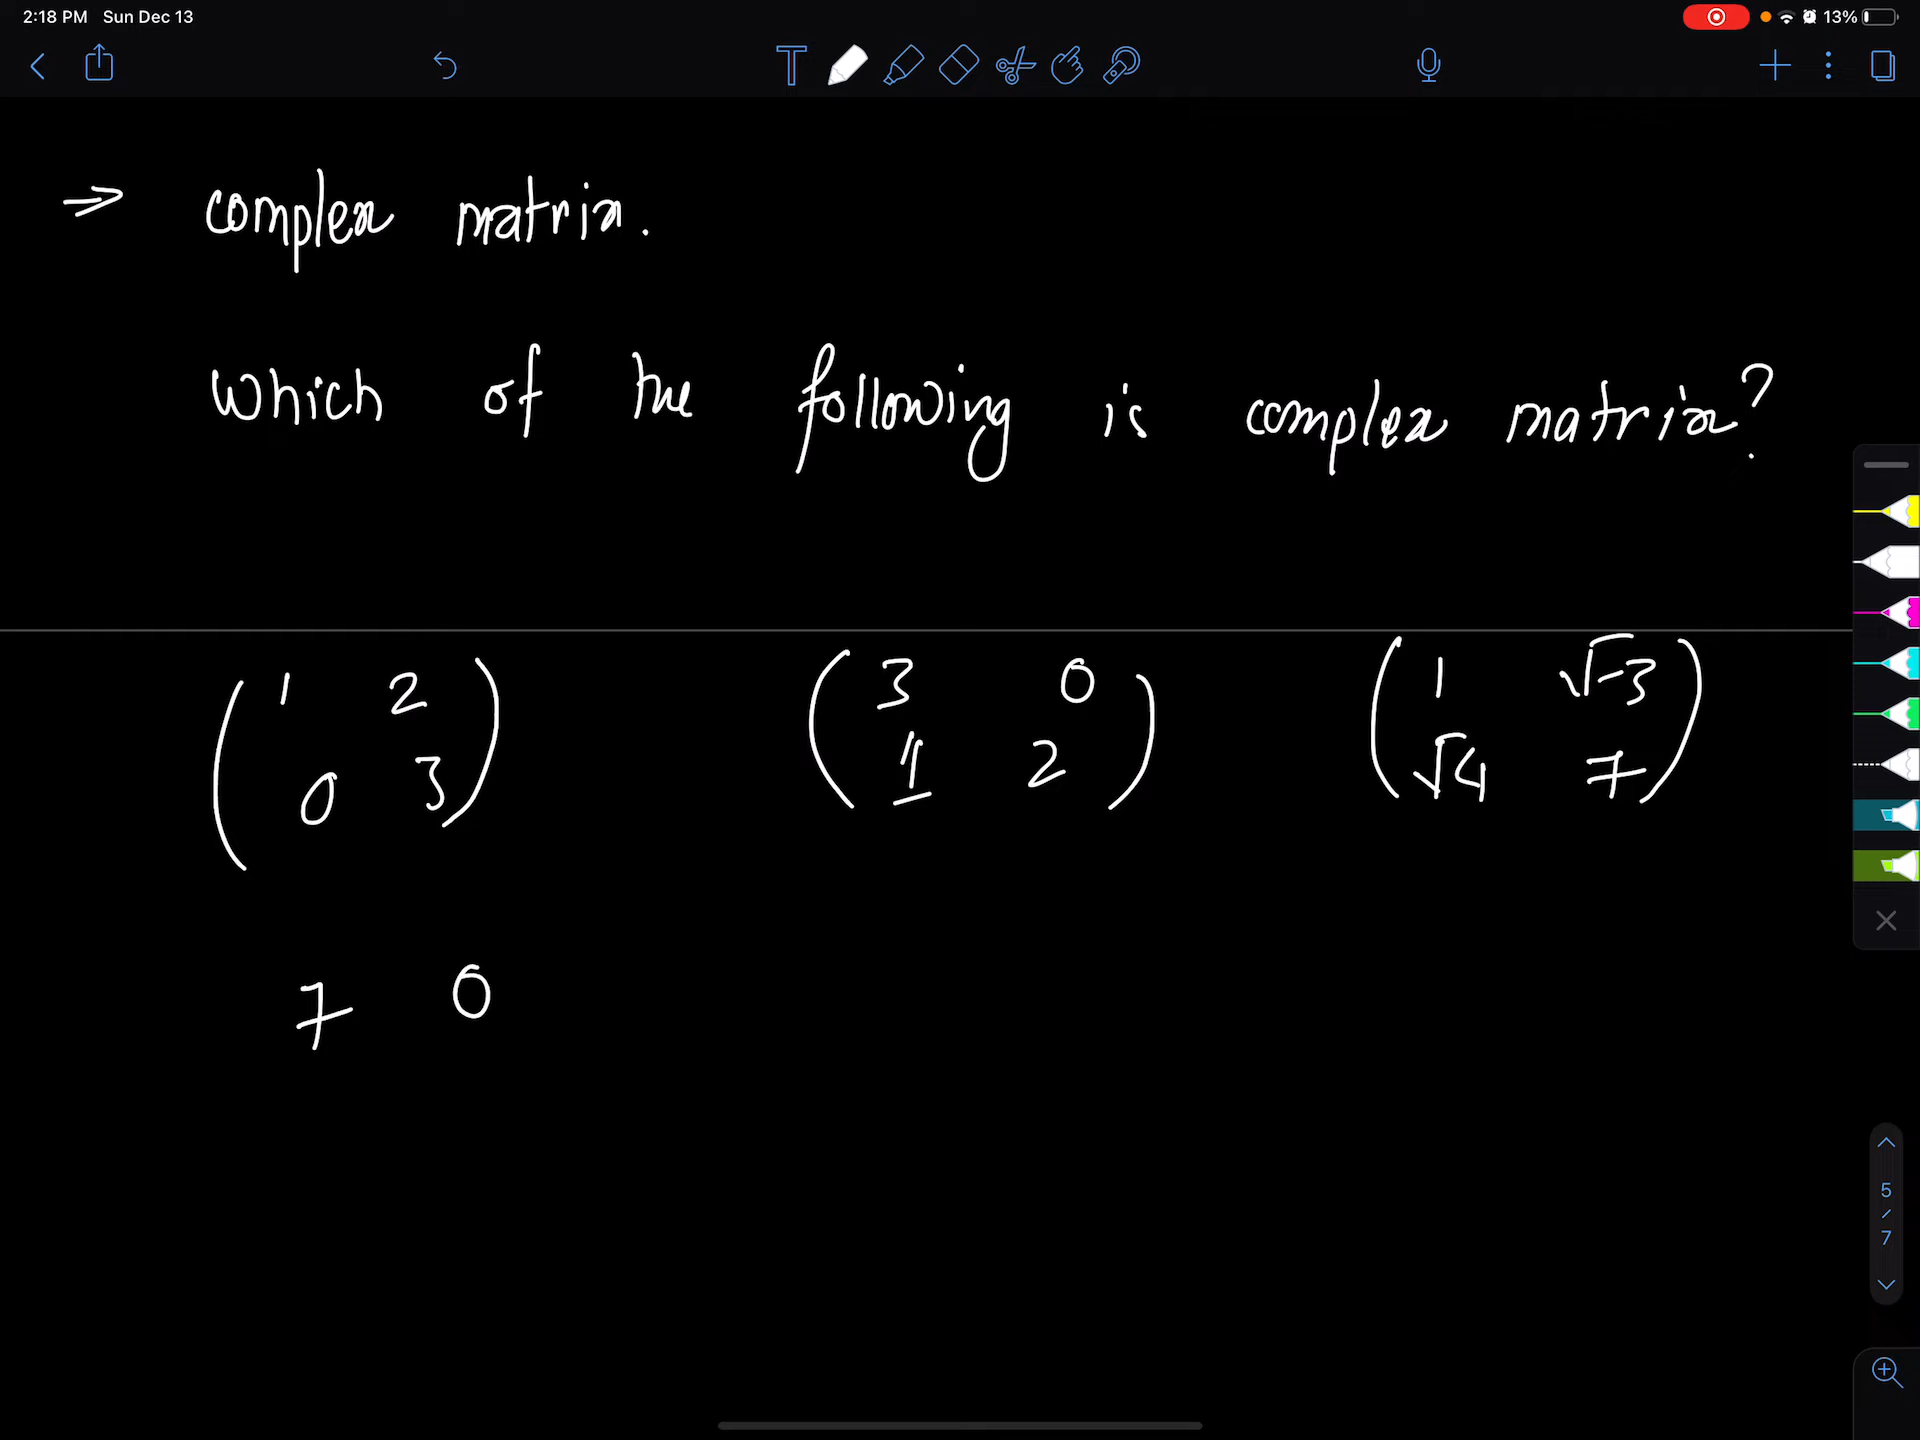 2:18 PM Sun Dec 13 13%
T
⇒ complex matrix.
Which of the following is complex matrix?
( 1 2 ) ( 3 0 ) ( 1 √-3 )
( 0 3 ) ( 1 2 ) ( √4 7 )
7 0
5
/
7